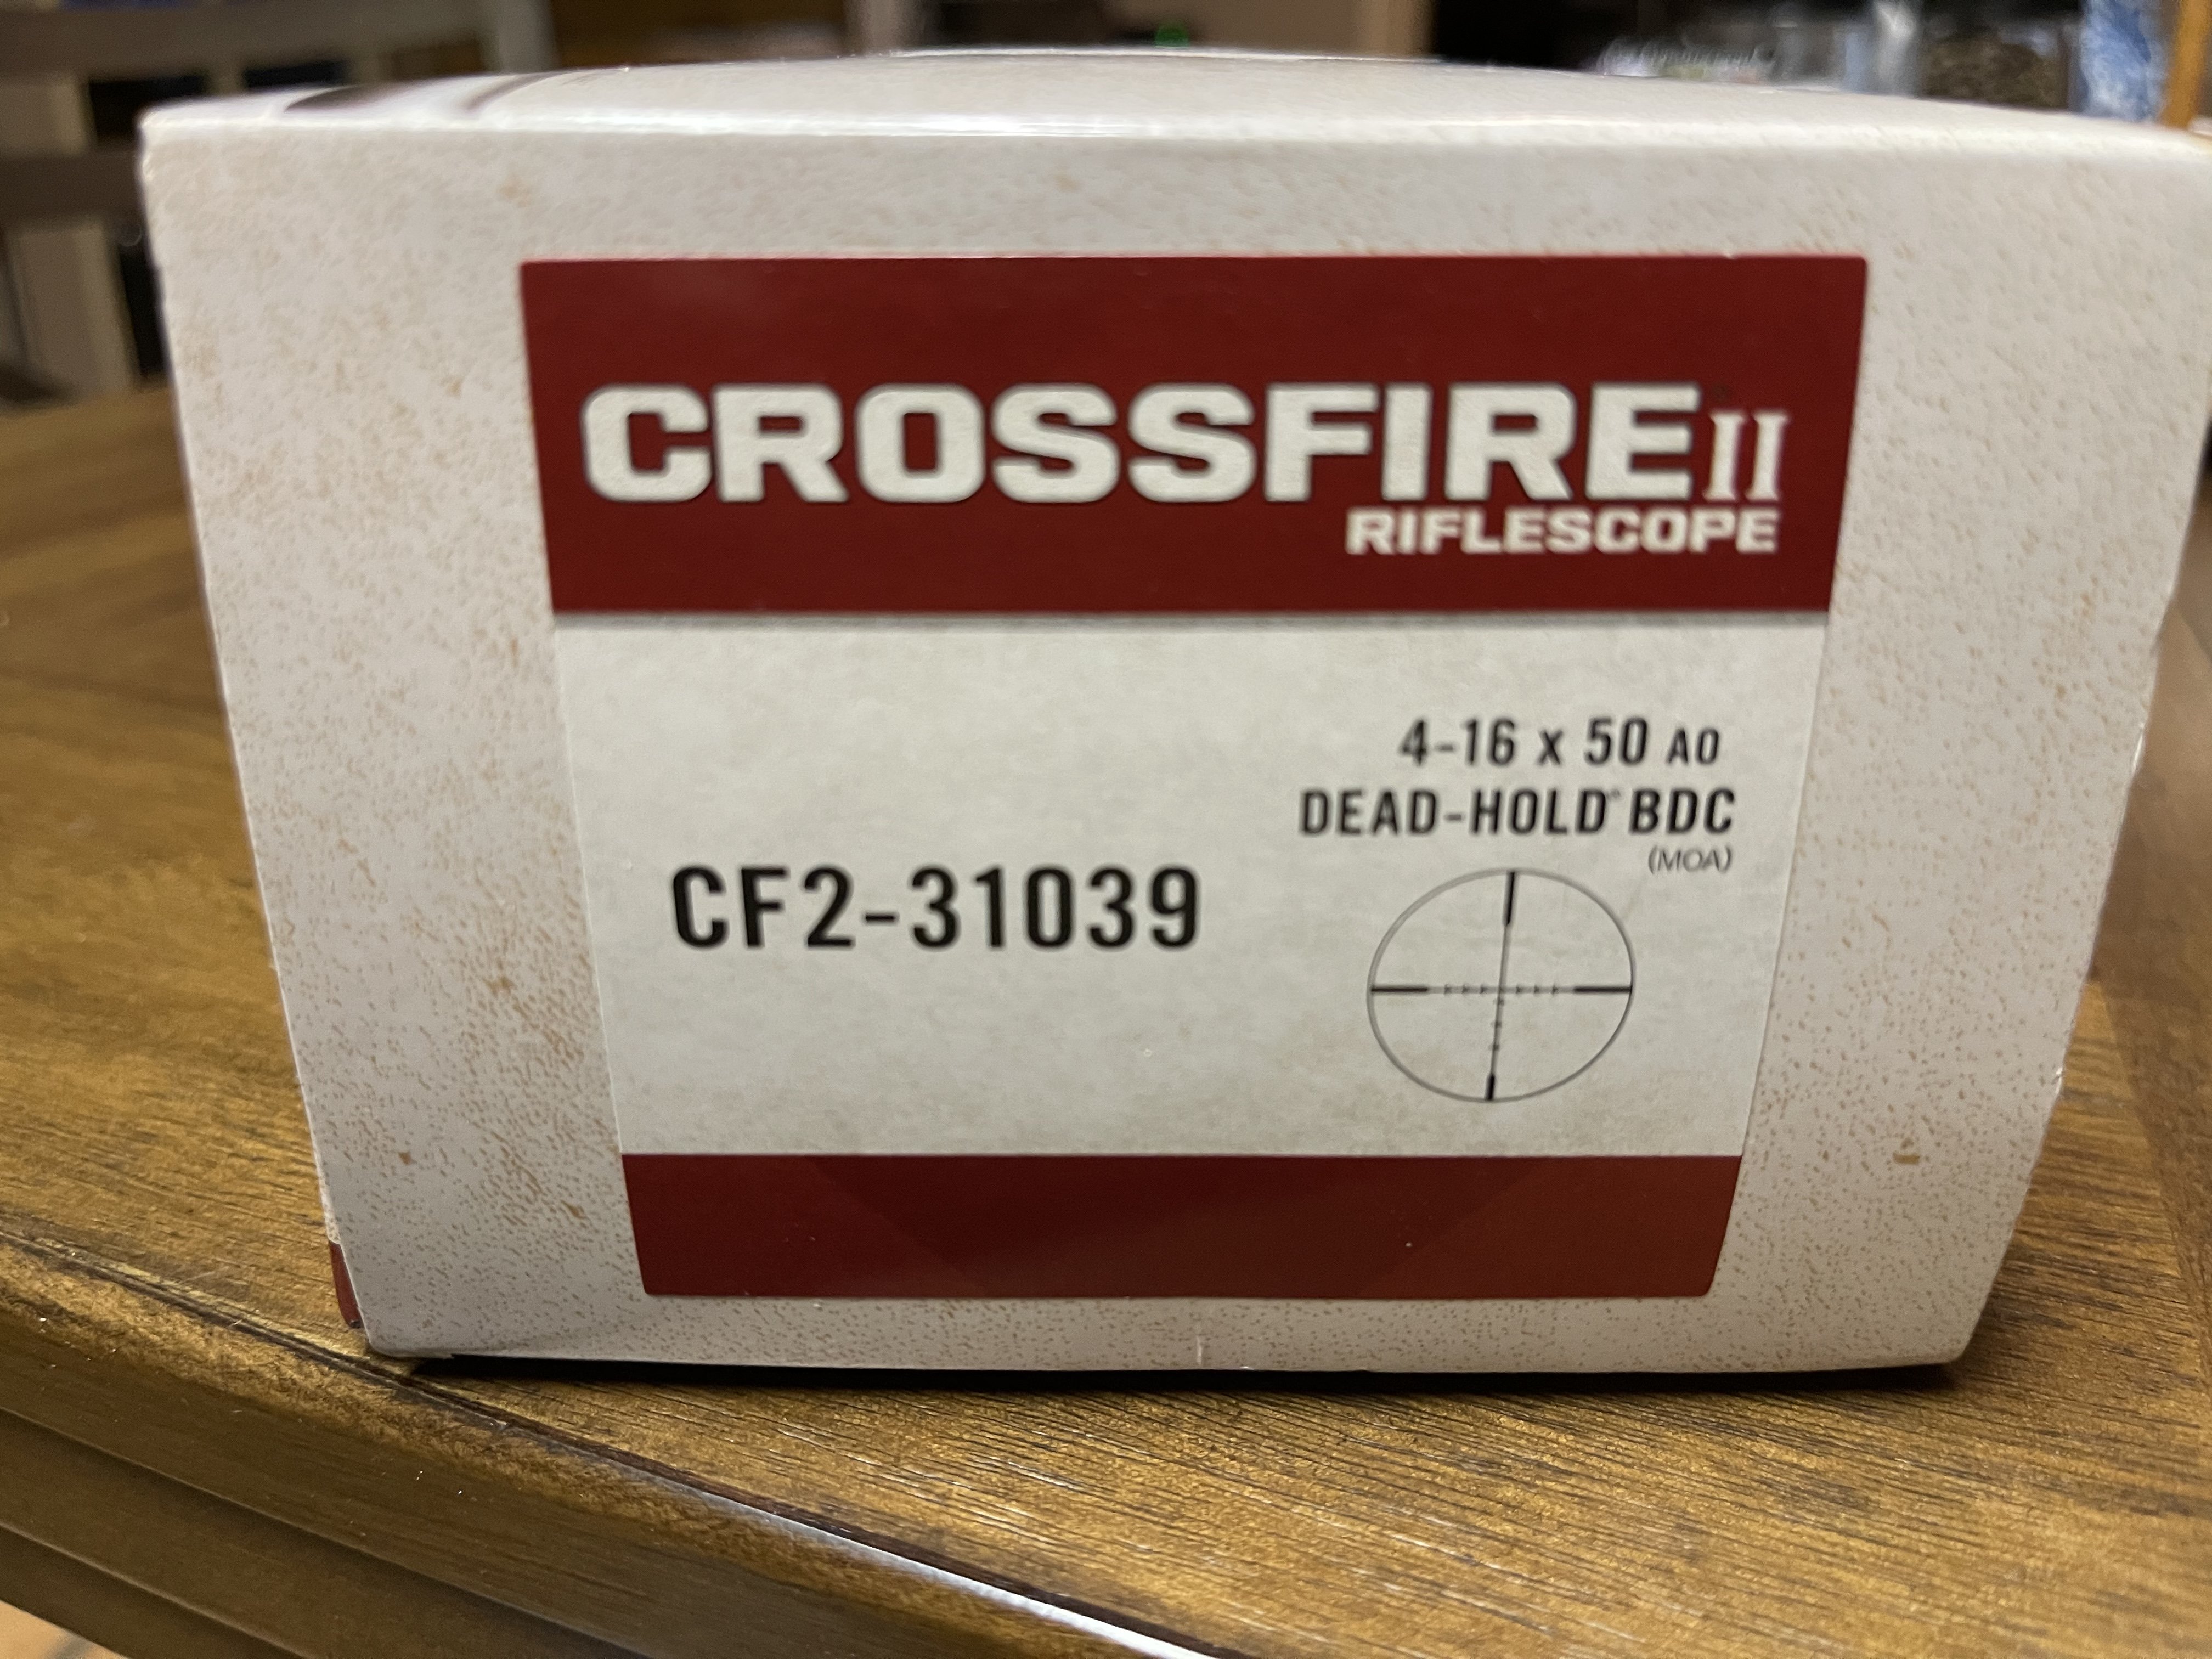 CROSSFIRE II
RIFLESCOPE
4-16 x 50 AO
DEAD-HOLD BDC
(MOA)
CF2-31039